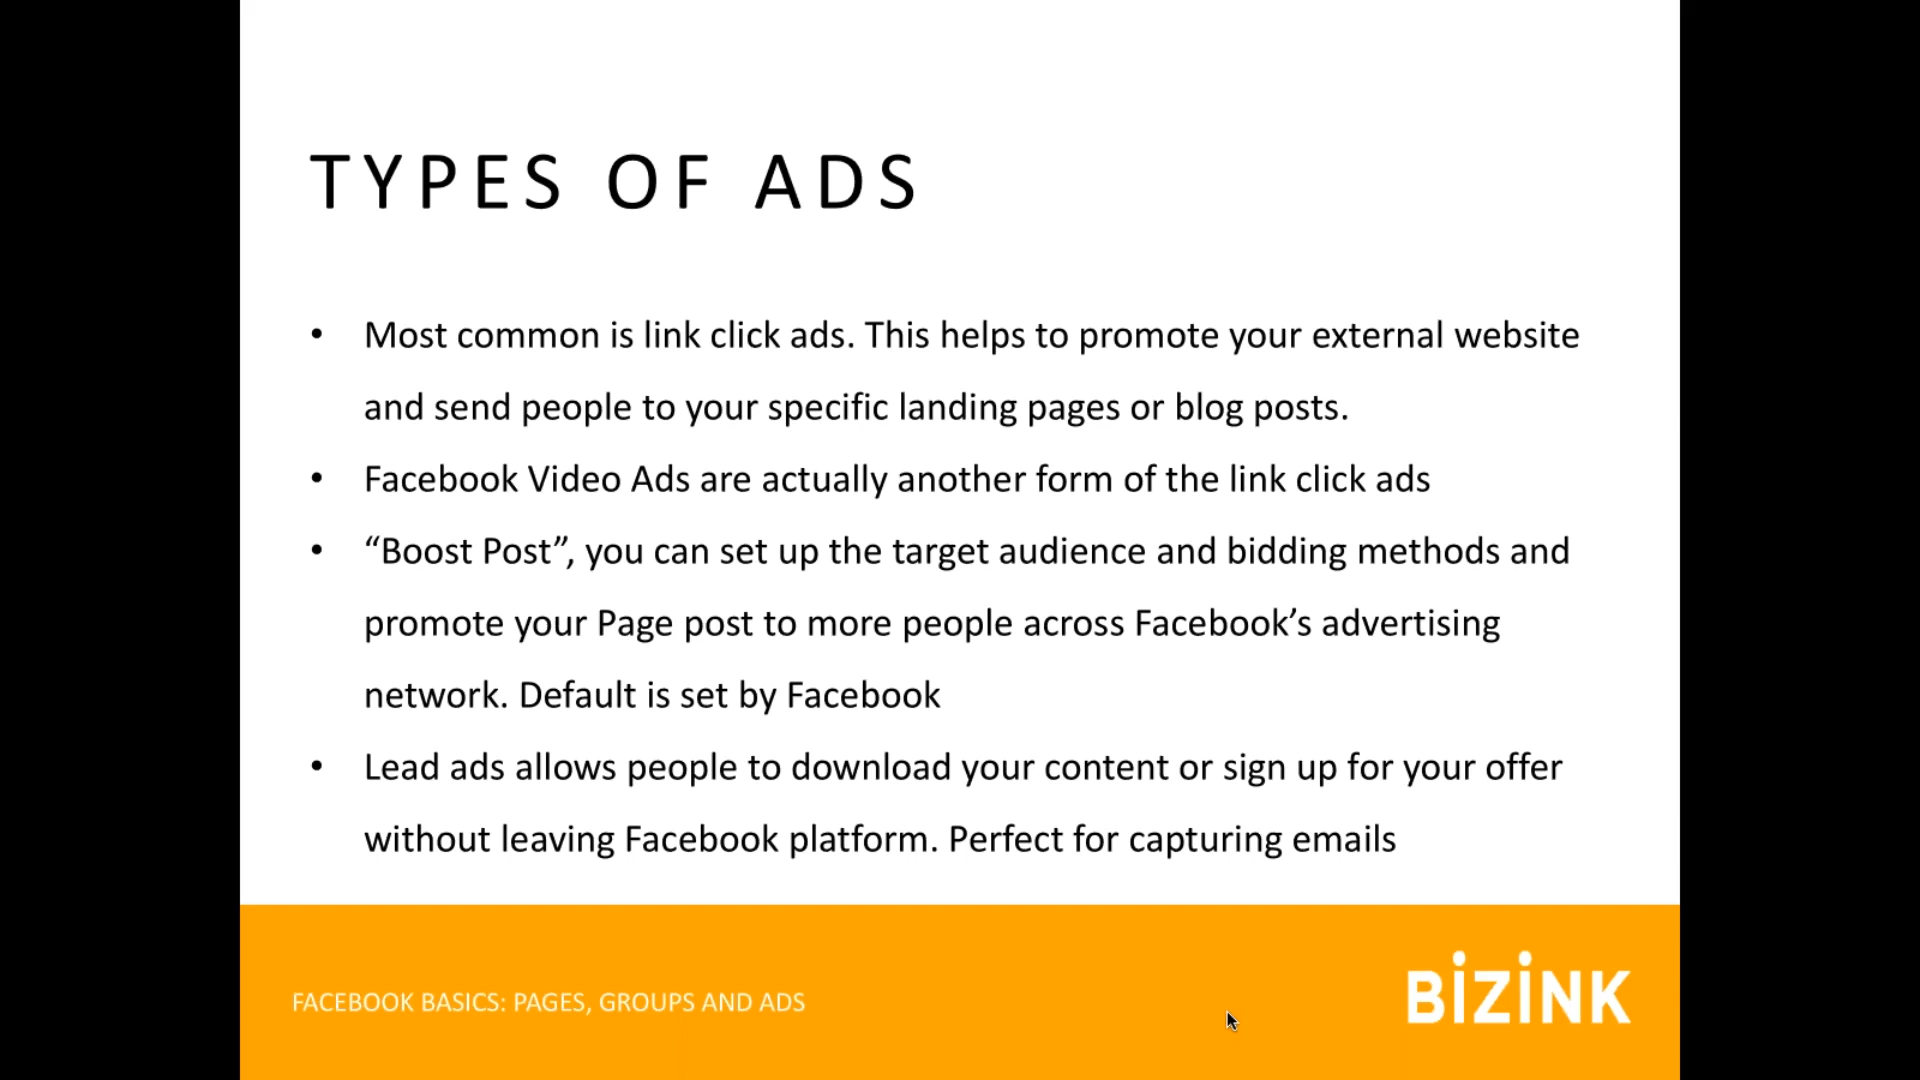 TYPES OF ADS
• Most common is link click ads. This helps to promote your external website
and send people to your specific landing pages or blog posts.
• Facebook Video Ads are actually another form of the link click ads
• “Boost Post”, you can set up the target audience and bidding methods and
promote your Page post to more people across Facebook’s advertising
network. Default is set by Facebook
• Lead ads allows people to download your content or sign up for your offer
without leaving Facebook platform. Perfect for capturing emails
FACEBOOK BASICS: PAGES, GROUPS AND ADS
BiZiNK